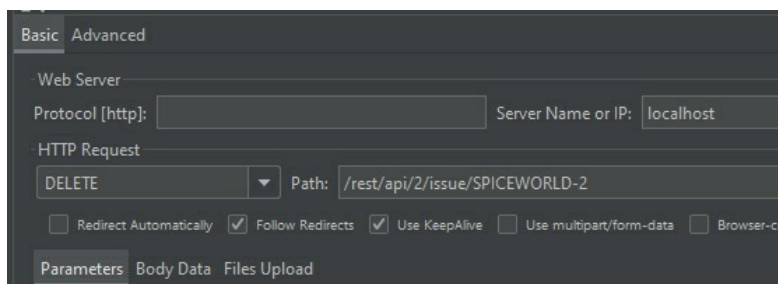 Basic Advanced
Web Server
Protocol [http]: Server Name or IP: localhost
HTTP Request
DELETE Path: /rest/api/2/issue/SPICEWORLD-2
Redirect Automatically Follow Redirects Use KeepAlive Use multipart/form-data Browser-c
Parameters Body Data Files Upload